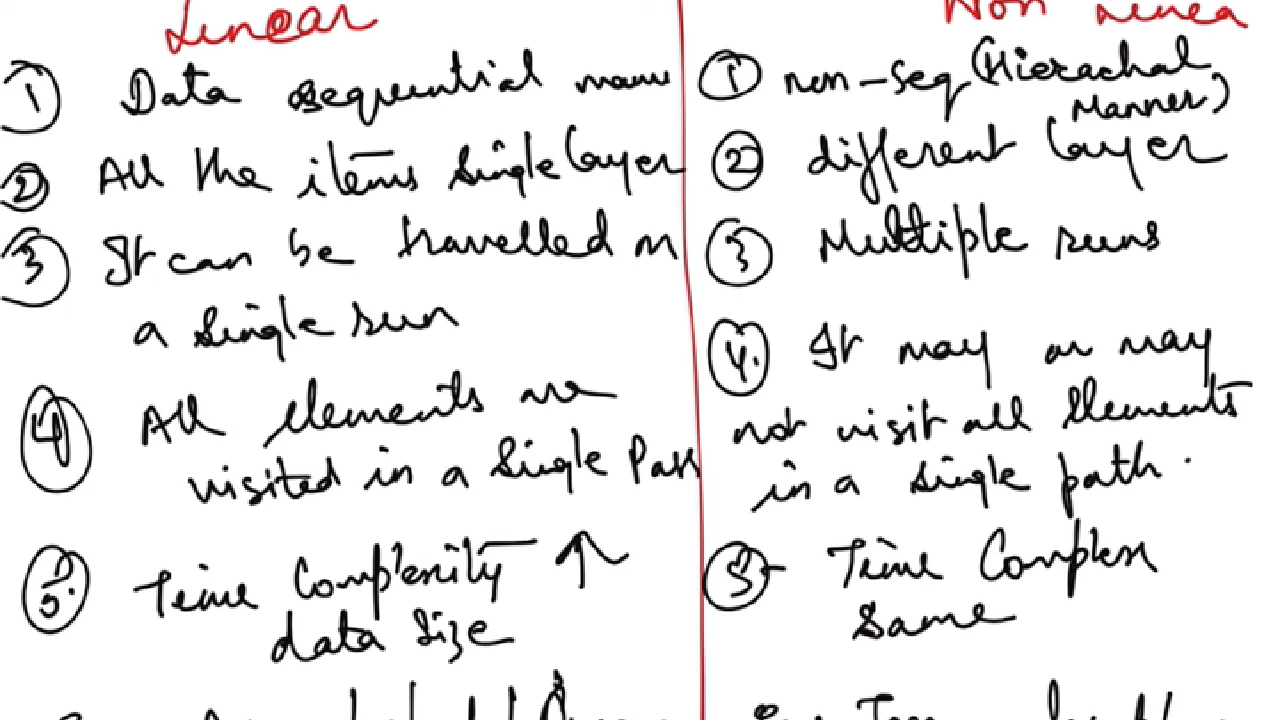 Linear
① Data sequential
② All the items Single layer
③ It can be travelled in
a Single run
④ All elements are
visited in a Single Path
⑤ Time Complexity ↑
data Size
Non Linea
① non-seq (Hierachal
Manner)
② different layer
③ Multiple runs
④. It may or may
not visit all Elements
in a single path.
⑤ Time Complex
Same